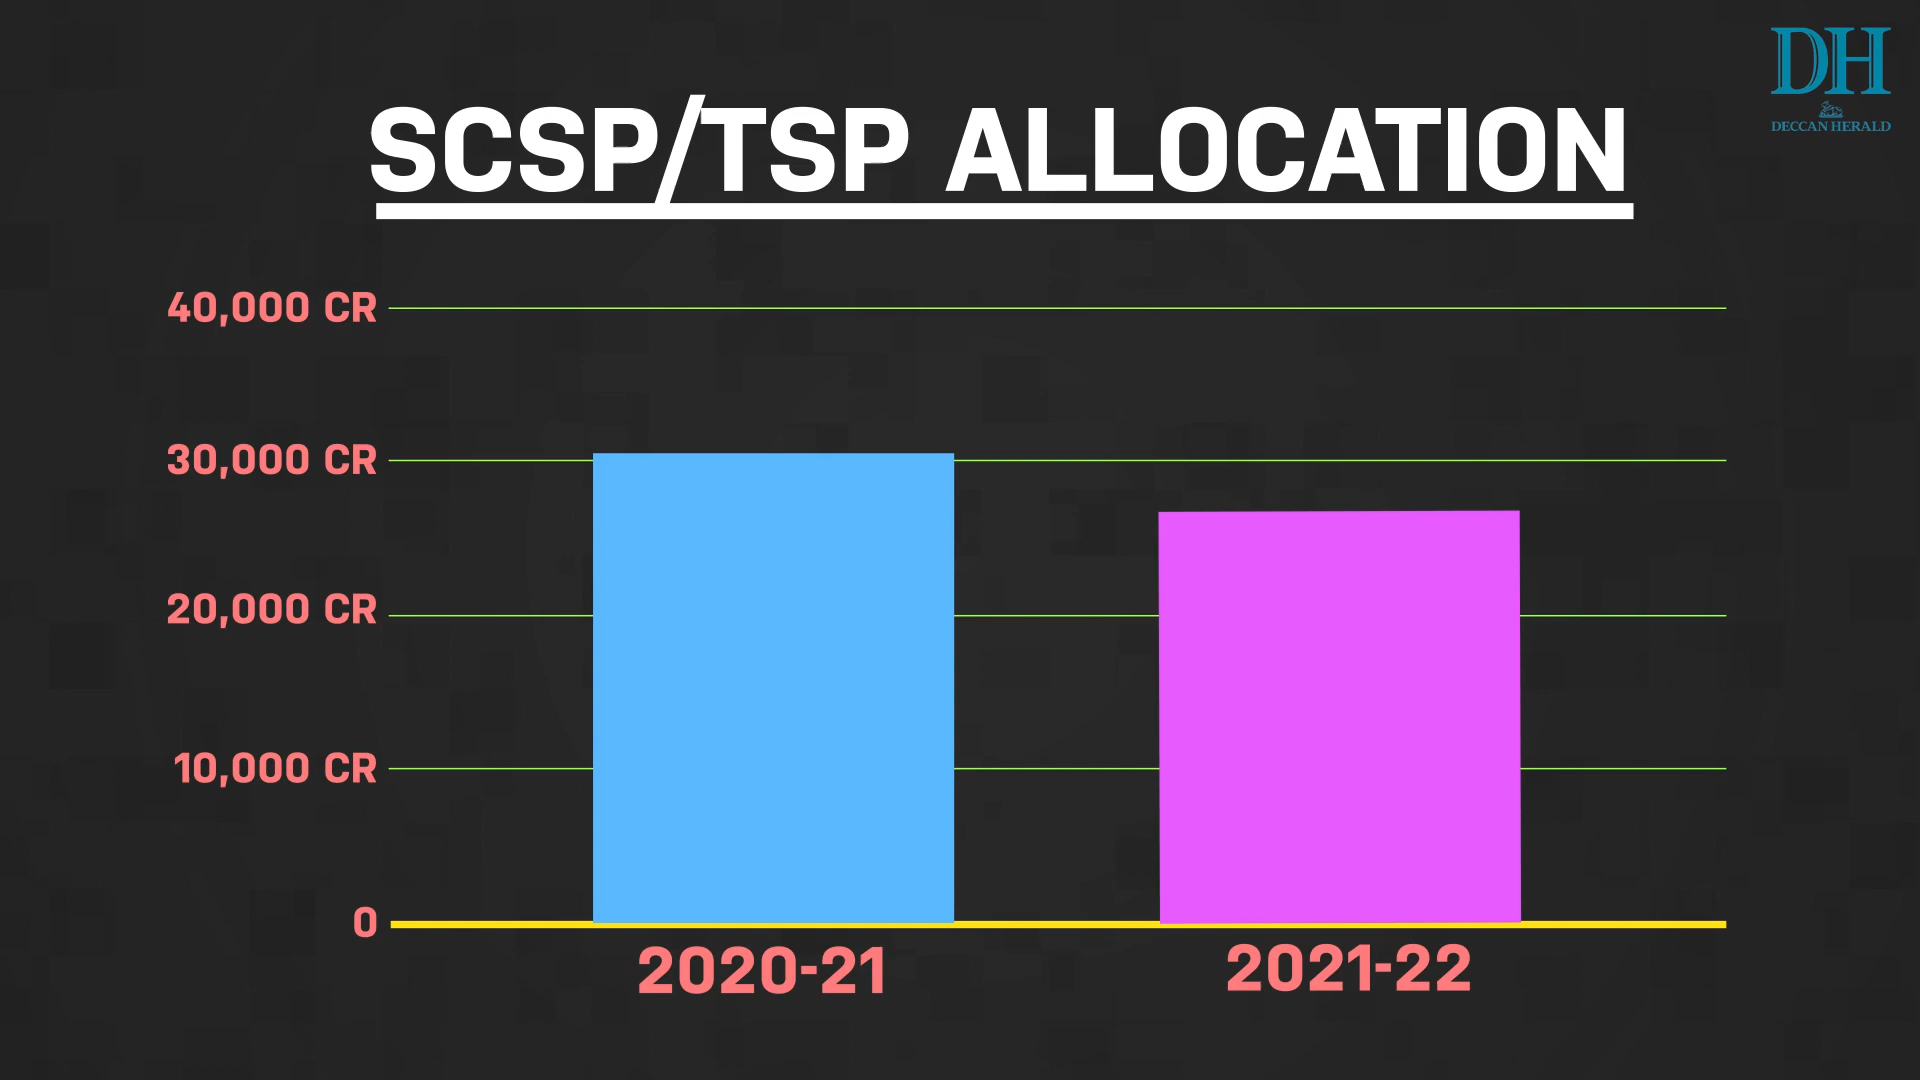 DH
DECCAN HERALD
SCSP/TSP ALLOCATION
40,000 CR
30,000 CR
20,000 CR
10,000 CR
0
2020-21
2021-22